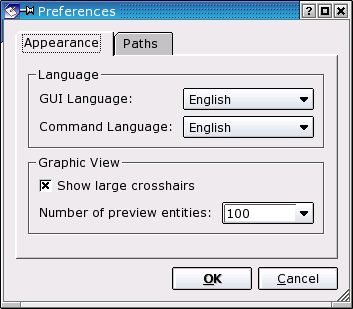 Preferences
Appearance Paths
Language
GUI Language: English
Command Language: English
Graphic View
Show large crosshairs
Number of preview entities: 100
OK Cancel